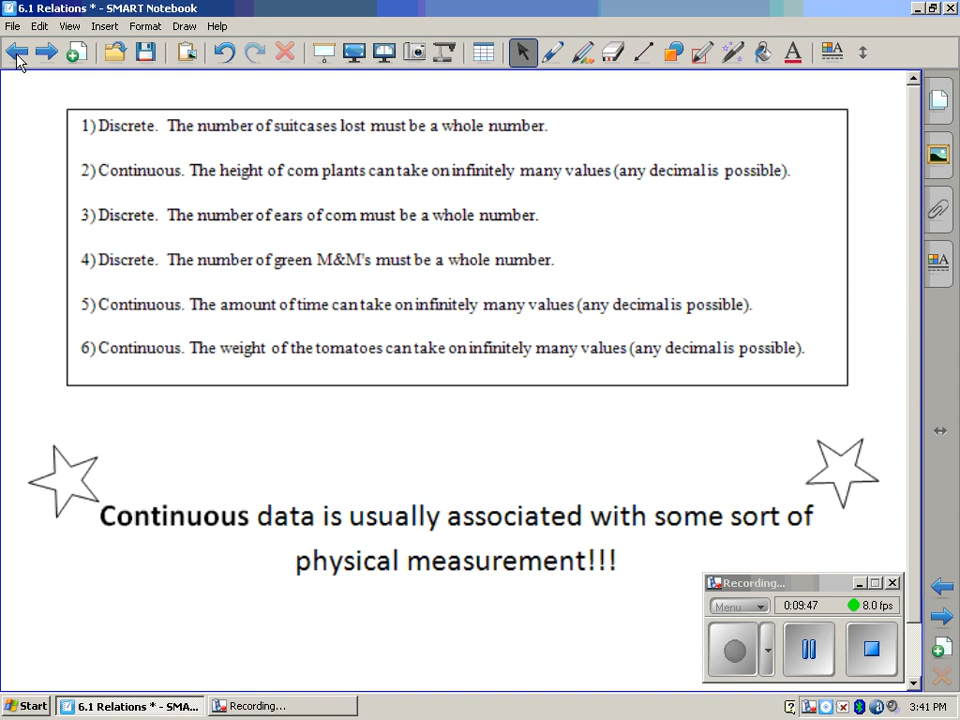 6.1 Relations * - SMART Notebook
File Edit View Insert Format Draw Help
1) Discrete. The number of suitcases lost must be a whole number.
2) Continuous. The height of corn plants can take on infinitely many values (any decimal is possible).
3) Discrete. The number of ears of corn must be a whole number.
4) Discrete. The number of green M&M's must be a whole number.
5) Continuous. The amount of time can take on infinitely many values (any decimal is possible).
6) Continuous. The weight of the tomatoes can take on infinitely many values (any decimal is possible).
Continuous data is usually associated with some sort of
physical measurement!!!
Recording...
Menu 0:09:47 8.0 fps
Start 6.1 Relations * - SMA... Recording... 3:41 PM